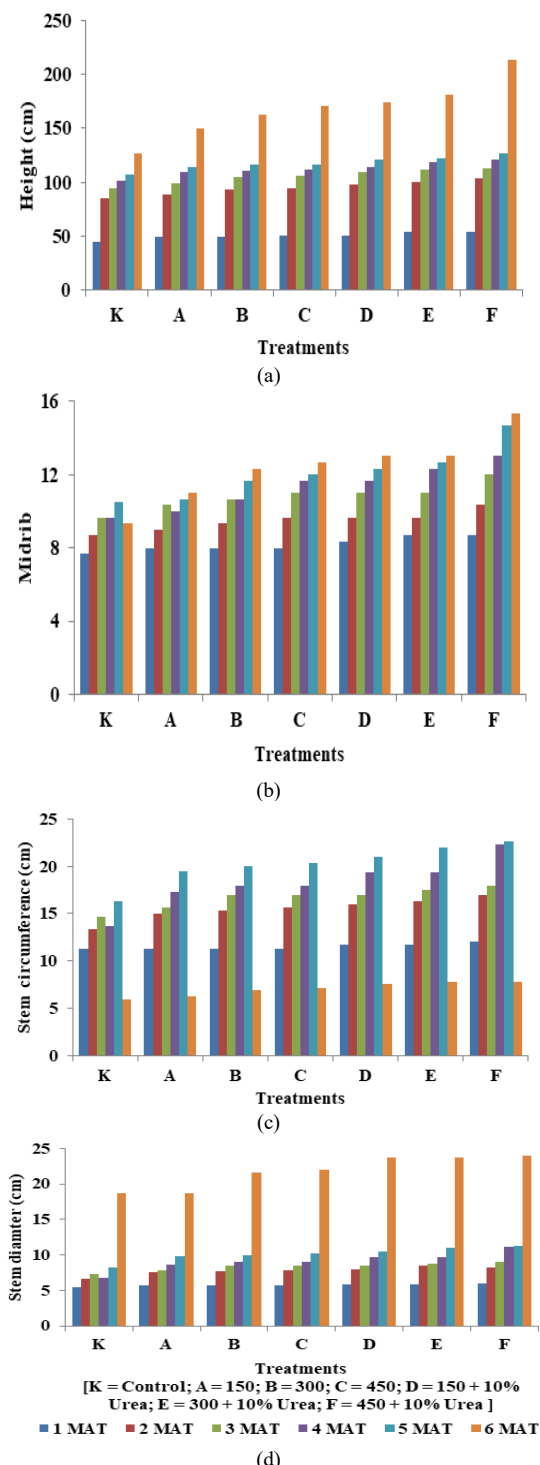 250
200
150
100
50
0
Height (cm)
K A B C D E F
Treatments
(a)
16
12
8
4
0
Midrib
K A B C D E F
Treatments
(b)
25
20
15
10
5
0
Stem circumference (cm)
K A B C D E F
Treatments
(c)
25
20
15
10
5
0
Stem diamter (cm)
K A B C D E F
Treatments
[K = Control; A = 150; B = 300; C = 450; D = 150 + 10%
Urea; E = 300 + 10% Urea; F = 450 + 10% Urea ]
1 MAT 2 MAT 3 MAT 4 MAT 5 MAT 6 MAT
(d)